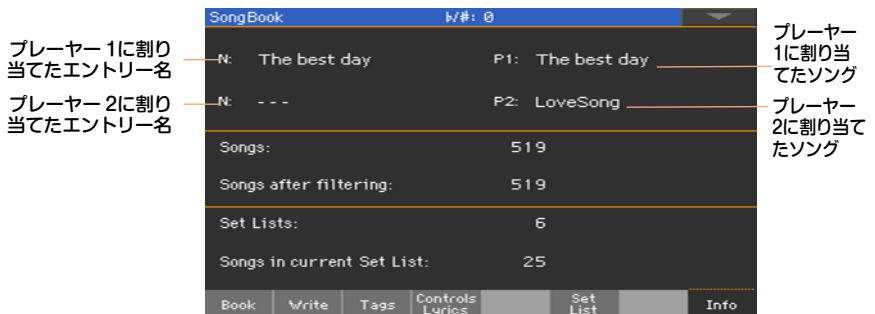 SongBook ♭/#: 0
プレーヤー 1に割り
当てたエントリー名
N: The best day P1: The best day
プレーヤー
1に割り当
てたソング
プレーヤー 2に割り
当てたエントリー名
N: - - - P2: LoveSong
プレーヤー
2に割り当て
たソング
Songs: 519
Songs after filtering: 519
Set Lists: 6
Songs in current Set List: 25
Book Write Tags Controls Lyrics Set List Info